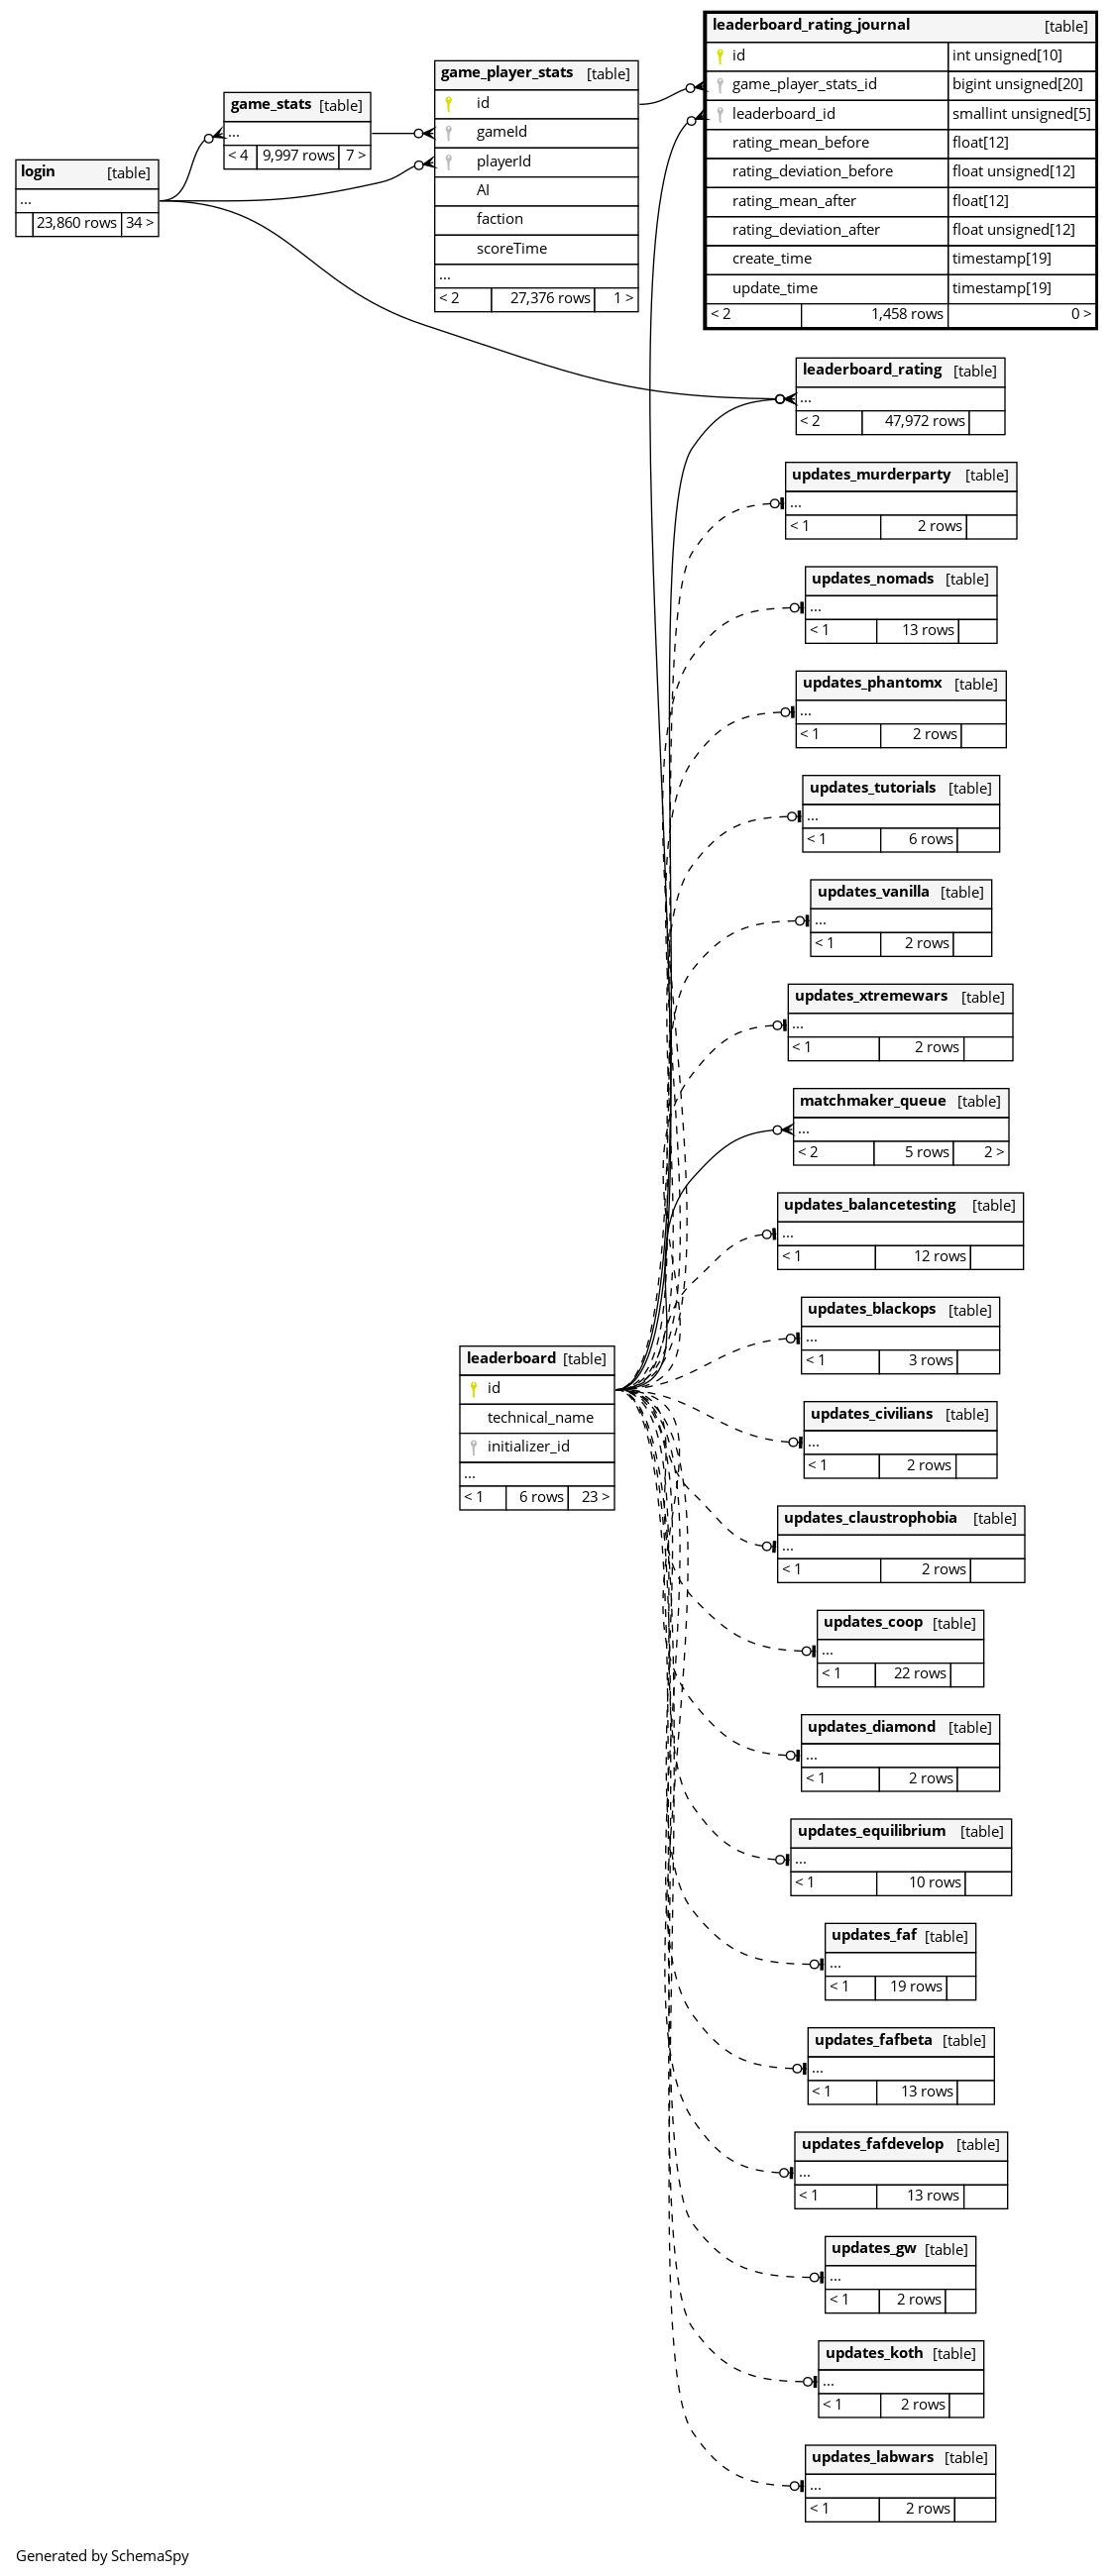 login [table]
...
23,860 rows 34 >
game_stats [table]
...
< 4 9,997 rows 7 >
game_player_stats [table]
id
gameId
playerId
AI
faction
scoreTime
...
< 2 27,376 rows 1 >
leaderboard_rating_journal [table]
id int unsigned[10]
game_player_stats_id bigint unsigned[20]
leaderboard_id smallint unsigned[5]
rating_mean_before float[12]
rating_deviation_before float unsigned[12]
rating_mean_after float[12]
rating_deviation_after float unsigned[12]
create_time timestamp[19]
update_time timestamp[19]
< 2 1,458 rows 0 >
leaderboard_rating [table]
...
< 2 47,972 rows
updates_murderparty [table]
...
< 1 2 rows
updates_nomads [table]
...
< 1 13 rows
updates_phantomx [table]
...
< 1 2 rows
updates_tutorials [table]
...
< 1 6 rows
updates_vanilla [table]
...
< 1 2 rows
updates_xtremewars [table]
...
< 1 2 rows
matchmaker_queue [table]
...
< 2 5 rows 2 >
updates_balancetesting [table]
...
< 1 12 rows
updates_blackops [table]
...
< 1 3 rows
leaderboard [table]
id
technical_name
initializer_id
...
< 1 6 rows 23 >
updates_civilians [table]
...
< 1 2 rows
updates_claustrophobia [table]
...
< 1 2 rows
updates_coop [table]
...
< 1 22 rows
updates_diamond [table]
...
< 1 2 rows
updates_equilibrium [table]
...
< 1 10 rows
updates_faf [table]
...
< 1 19 rows
updates_fafbeta [table]
...
< 1 13 rows
updates_fafdevelop [table]
...
< 1 13 rows
updates_gw [table]
...
< 1 2 rows
updates_koth [table]
...
< 1 2 rows
updates_labwars [table]
...
< 1 2 rows
Generated by SchemaSpy